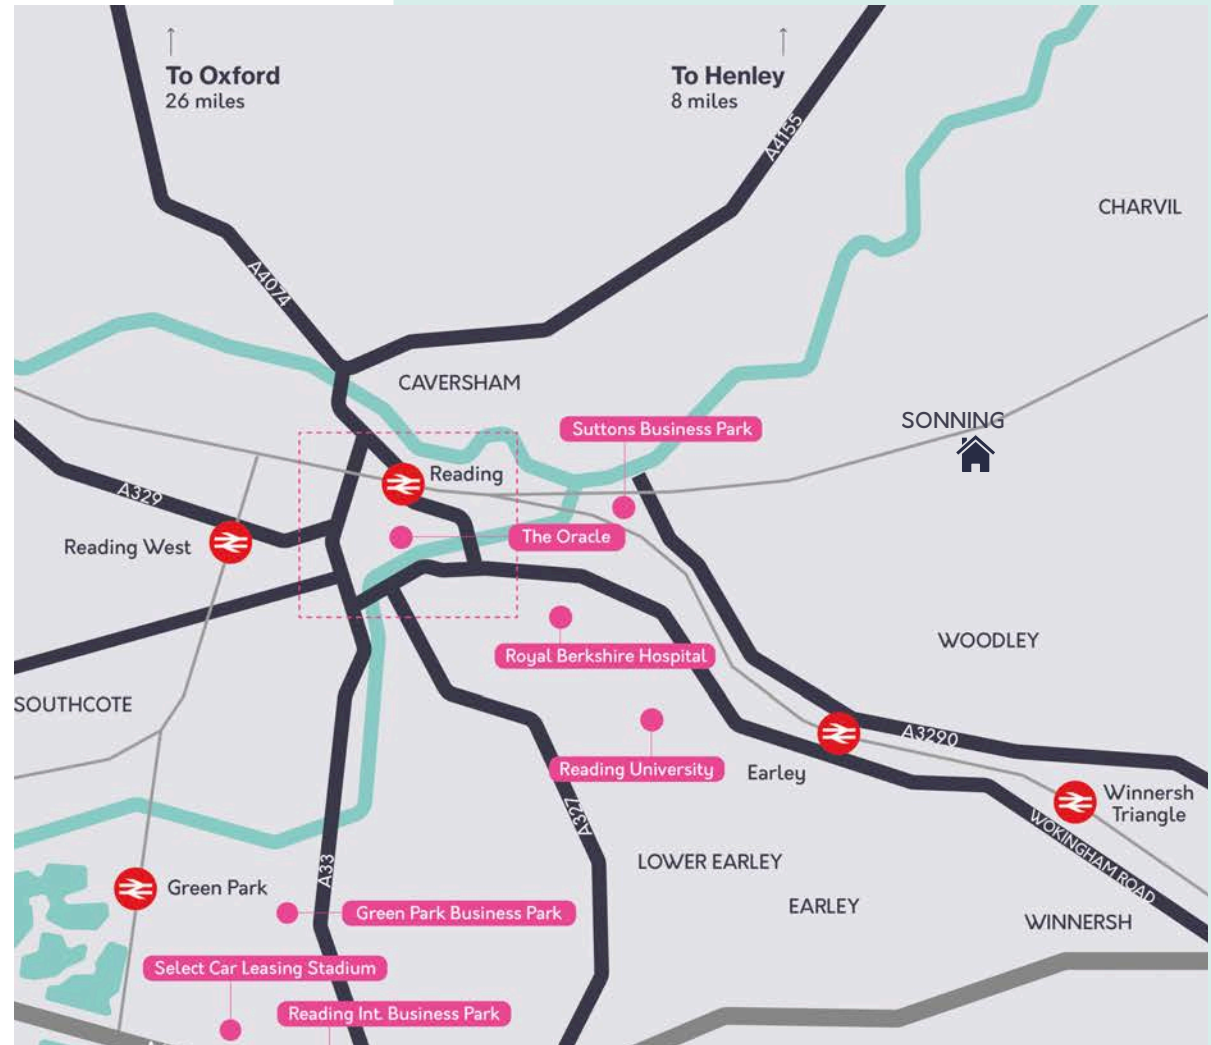 To Oxford
26 miles
To Henley
8 miles
A4155
CHARVIL
A4074
CAVERSHAM
SONNING
Suttons Business Park
Reading
A329
The Oracle
Reading West
WOODLEY
Royal Berkshire Hospital
SOUTHCOTE
A3290
Reading University
Earley
Winnersh
Triangle
A327
WOKINGHAM ROAD
LOWER EARLEY
A33
Green Park
EARLEY
Green Park Business Park
WINNERSH
Select Car Leasing Stadium
Reading Int. Business Park